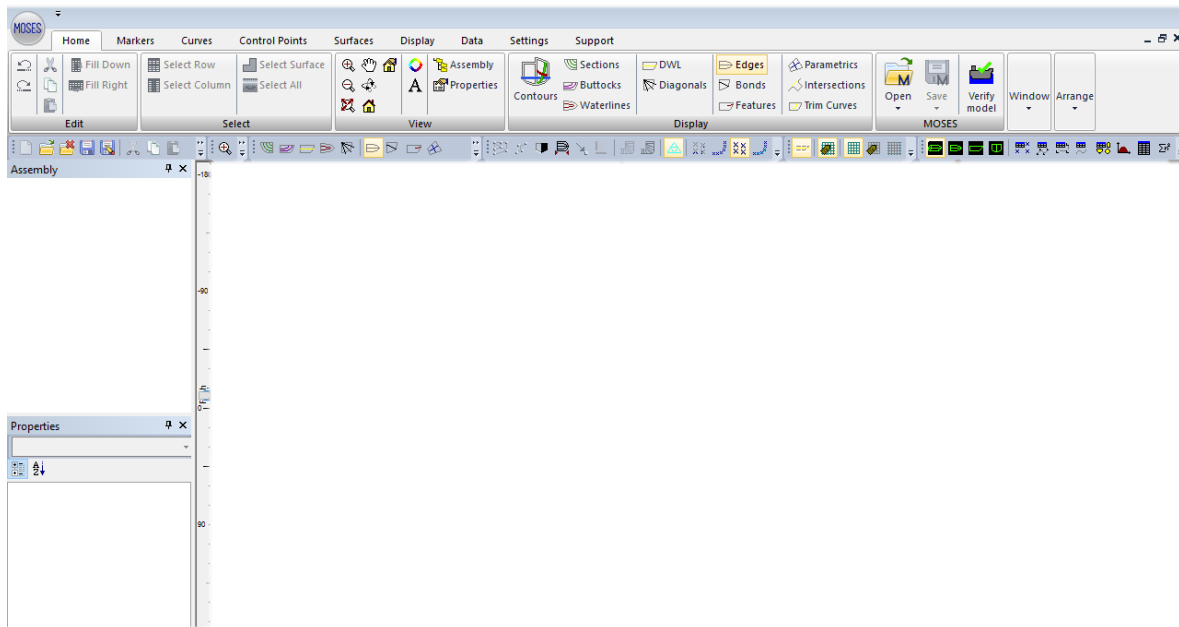 MOSES
Home Markers Curves Control Points Surfaces Display Data Settings Support
Fill Down Select Row Select Surface Assembly Sections DWL Edges Parametrics
Fill Right Select Column Select All A Properties Contours Buttocks Diagonals Bonds Intersections Open Save Verify model Window Arrange
Waterlines Features Trim Curves
Edit Select View Display MOSES
Assembly
-90
0
Properties
90